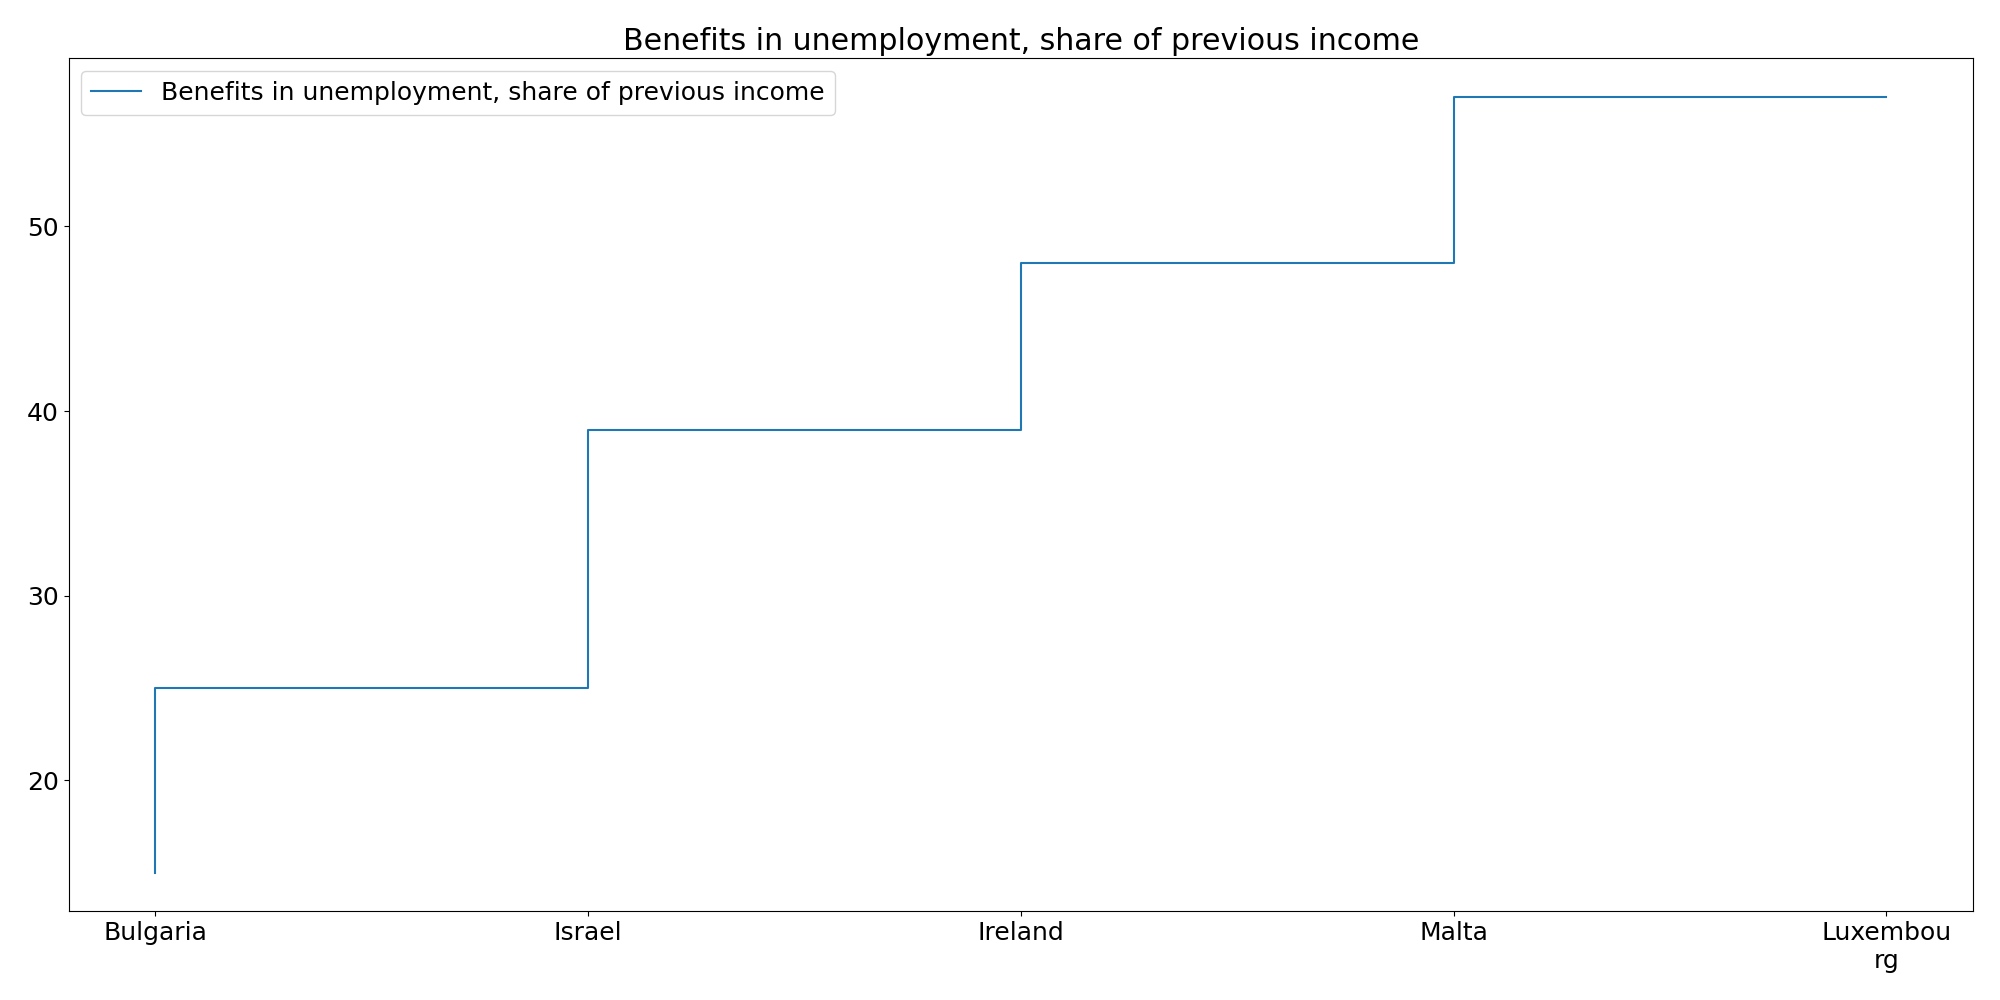 Benefits in unemployment, share of previous income
Benefits in unemployment, share of previous income
50
40
30
20
Bulgaria
Israel
Ireland
Malta
Luxembou
rg